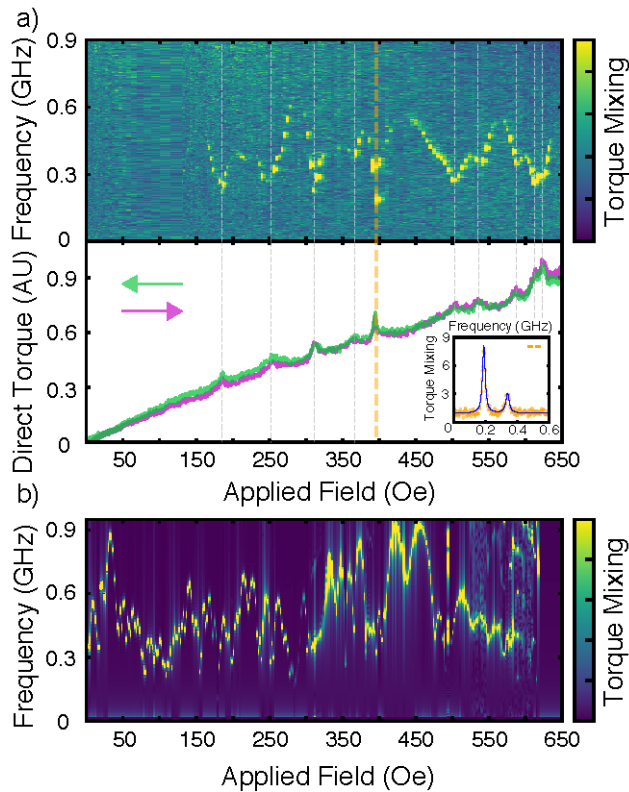 a)
Frequency (GHz)
0.9
0.6
0.3
0
Torque Mixing
Direct Torque (AU)
0.9
0.6
0.3
0
Frequency (GHz)
Torque Mixing
9
6
3
0
0 0.2 0.4 0.6
50 150 250 350 450 550 650
Applied Field (Oe)
b)
Frequency (GHz)
0.9
0.6
0.3
0
Torque Mixing
50 150 250 350 450 550 650
Applied Field (Oe)